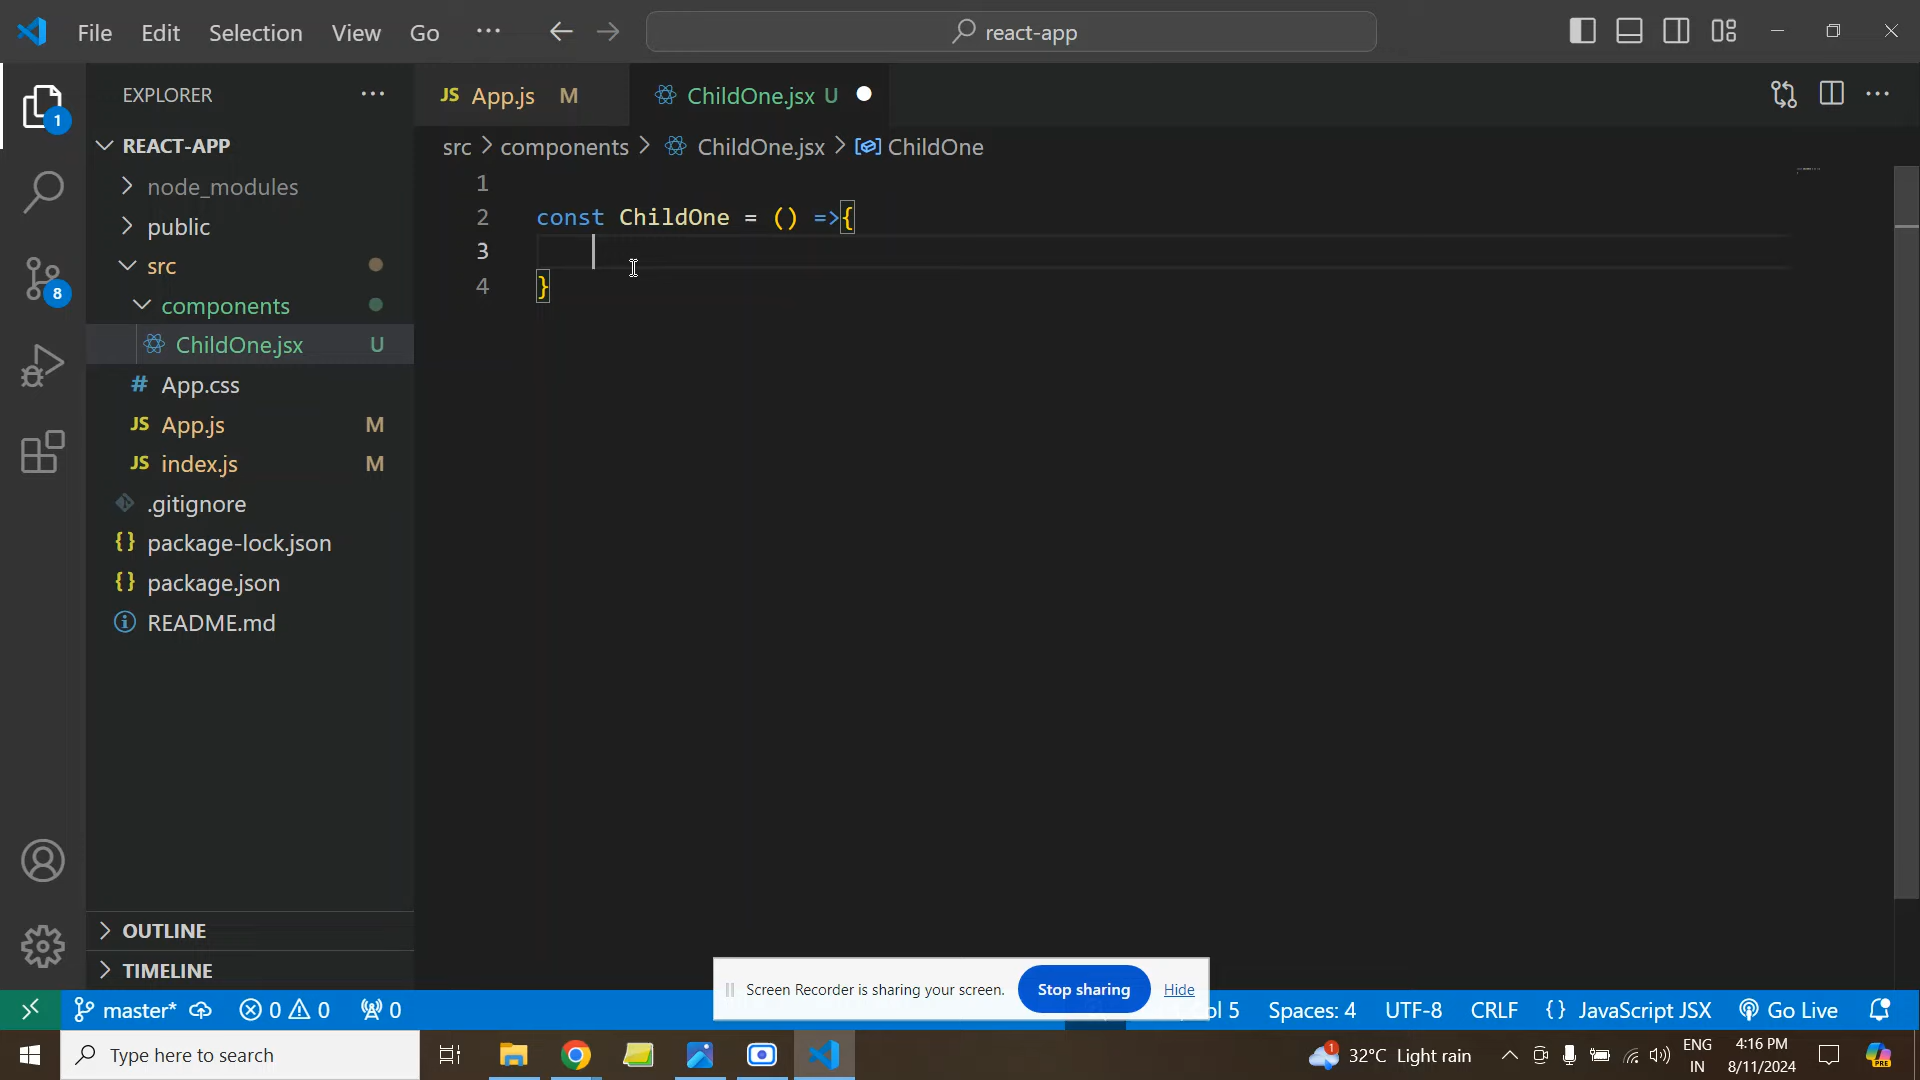 File Edit Selection View Go ··· react-app
EXPLORER ···
JS App.js M
ChildOne.jsx U
src > components > ChildOne.jsx > ChildOne
1
REACT-APP
node_modules
public
src
components
ChildOne.jsx U
# App.css
JS App.js M
JS index.js M
.gitignore
{} package-lock.json
{} package.json
README.md
OUTLINE
TIMELINE
1
2 const ChildOne = () =>{
3
4 }
8
Screen Recorder is sharing your screen. Stop sharing Hide
master* 0 0 0 ol 5 Spaces: 4 UTF-8 CRLF {} JavaScript JSX Go Live
Type here to search
1 32°C Light rain
ENG
IN
4:16 PM
8/11/2024
PRE